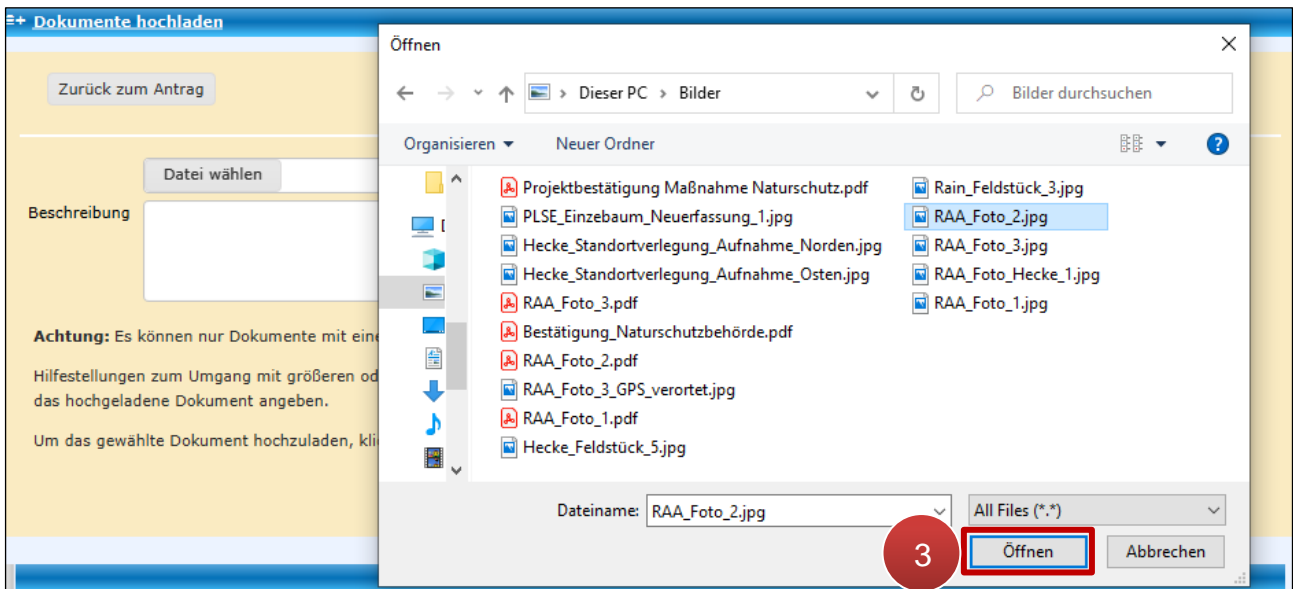 Dokumente hochladen
Zurück zum Antrag
Datei wählen
Beschreibung
Achtung: Es können nur Dokumente mit eine
Hilfestellungen zum Umgang mit größeren od
das hochgeladene Dokument angeben.
Um das gewählte Dokument hochzuladen, kli
Öffnen
Dieser PC > Bilder
Bilder durchsuchen
Organisieren
Neuer Ordner
Projektbestätigung Maßnahme Naturschutz.pdf
PLSE_Einzebaum_Neuerfassung_1.jpg
Hecke_Standortverlegung_Aufnahme_Norden.jpg
Hecke_Standortverlegung_Aufnahme_Osten.jpg
RAA_Foto_3.pdf
Bestätigung_Naturschutzbehörde.pdf
RAA_Foto_2.pdf
RAA_Foto_3_GPS_verortet.jpg
RAA_Foto_1.pdf
Hecke_Feldstück_5.jpg
Rain_Feldstück_3.jpg
RAA_Foto_2.jpg
RAA_Foto_3.jpg
RAA_Foto_Hecke_1.jpg
RAA_Foto_1.jpg
Dateiname: RAA_Foto_2.jpg
All Files (*.*)
3
Öffnen
Abbrechen